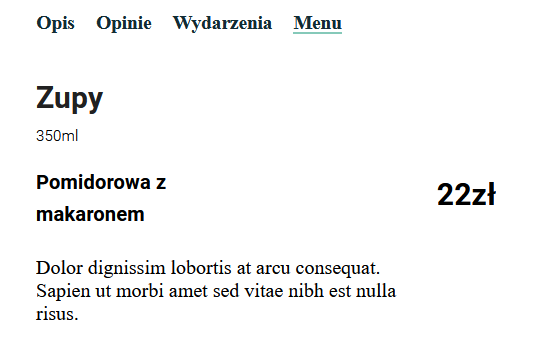 Opis Opinie Wydarzenia Menu
Zupy
350ml
Pomidorowa z
makaronem
22zł
Dolor dignissim lobortis at arcu consequat.
Sapien ut morbi amet sed vitae nibh est nulla
risus.